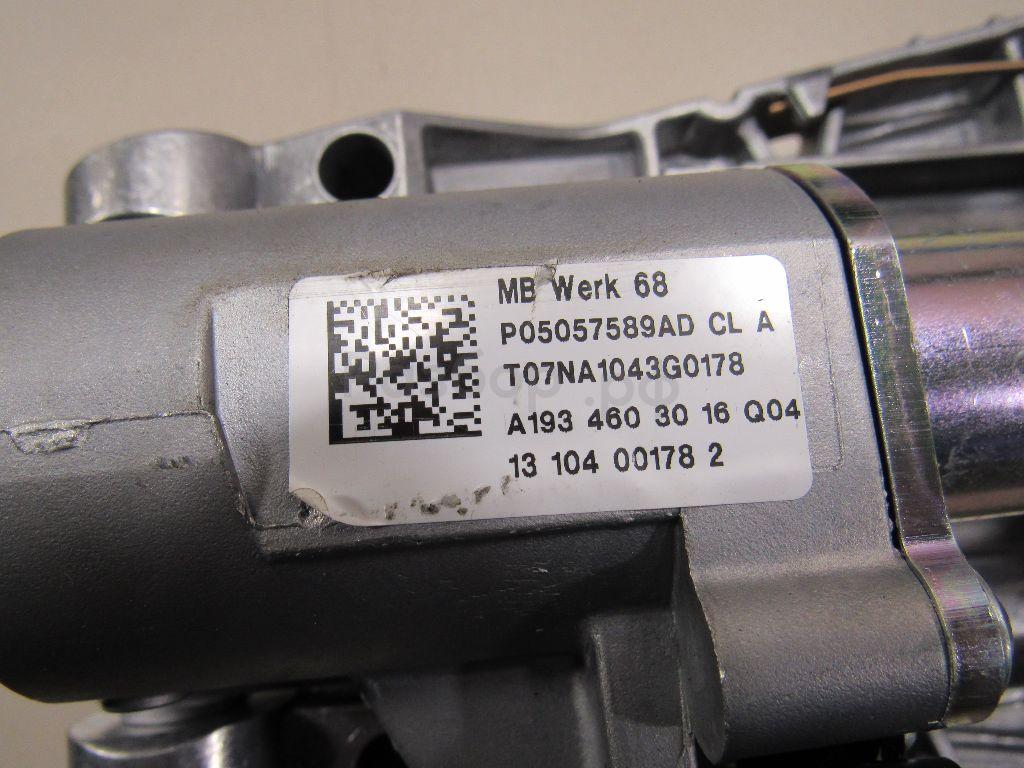 MB Werk 68
P05057589AD CL A
T07NA1043G0178
A193 460 30 16 Q04
13 104 00178 2